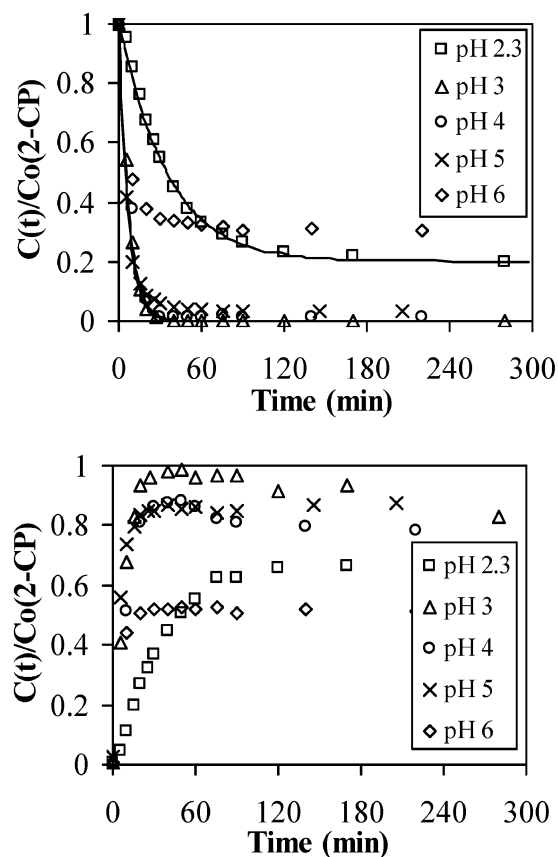 C(t)/Co(2-CP)
1
0.8
0.6
0.4
0.2
0
0 60 120 180 240 300
Time (min)
pH 2.3
pH 3
pH 4
pH 5
pH 6
C(t)/Co(2-CP)
1
0.8
0.6
0.4
0.2
0
0 60 120 180 240 300
Time (min)
pH 2.3
pH 3
pH 4
pH 5
pH 6